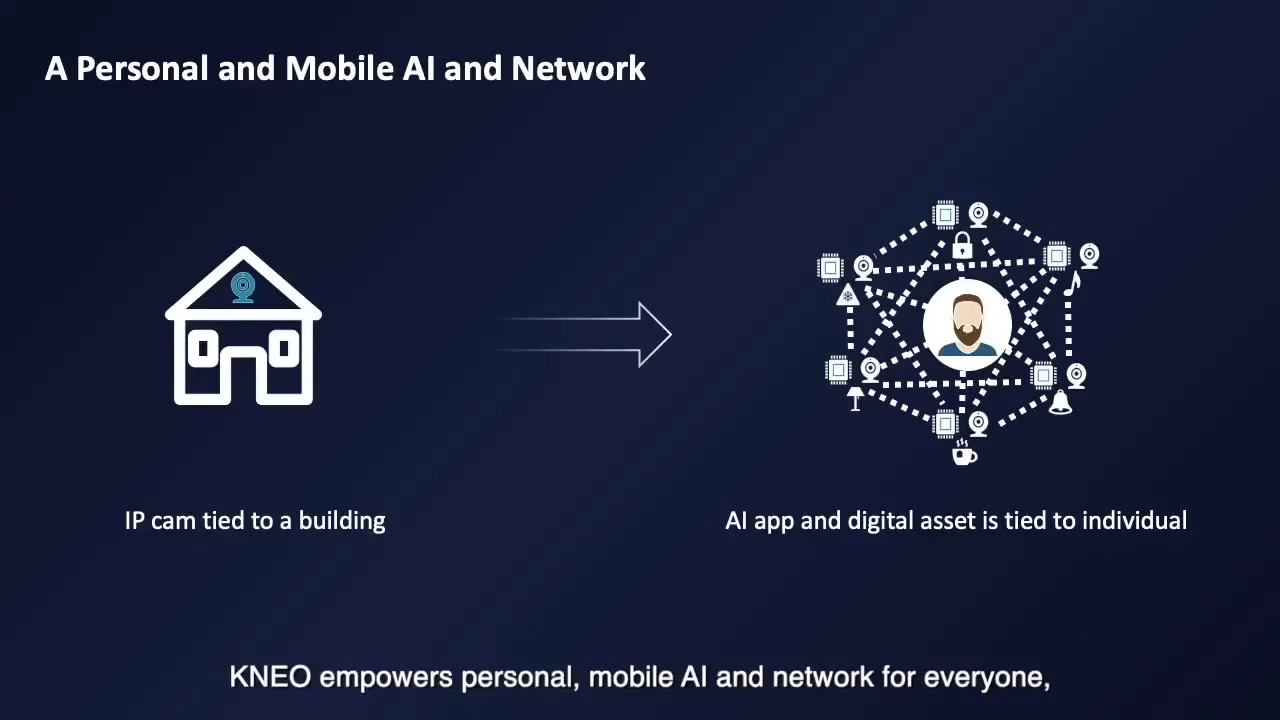 A Personal and Mobile AI and Network
IP cam tied to a building
AI app and digital asset is tied to individual
KNEO empowers personal, mobile AI and network for everyone,